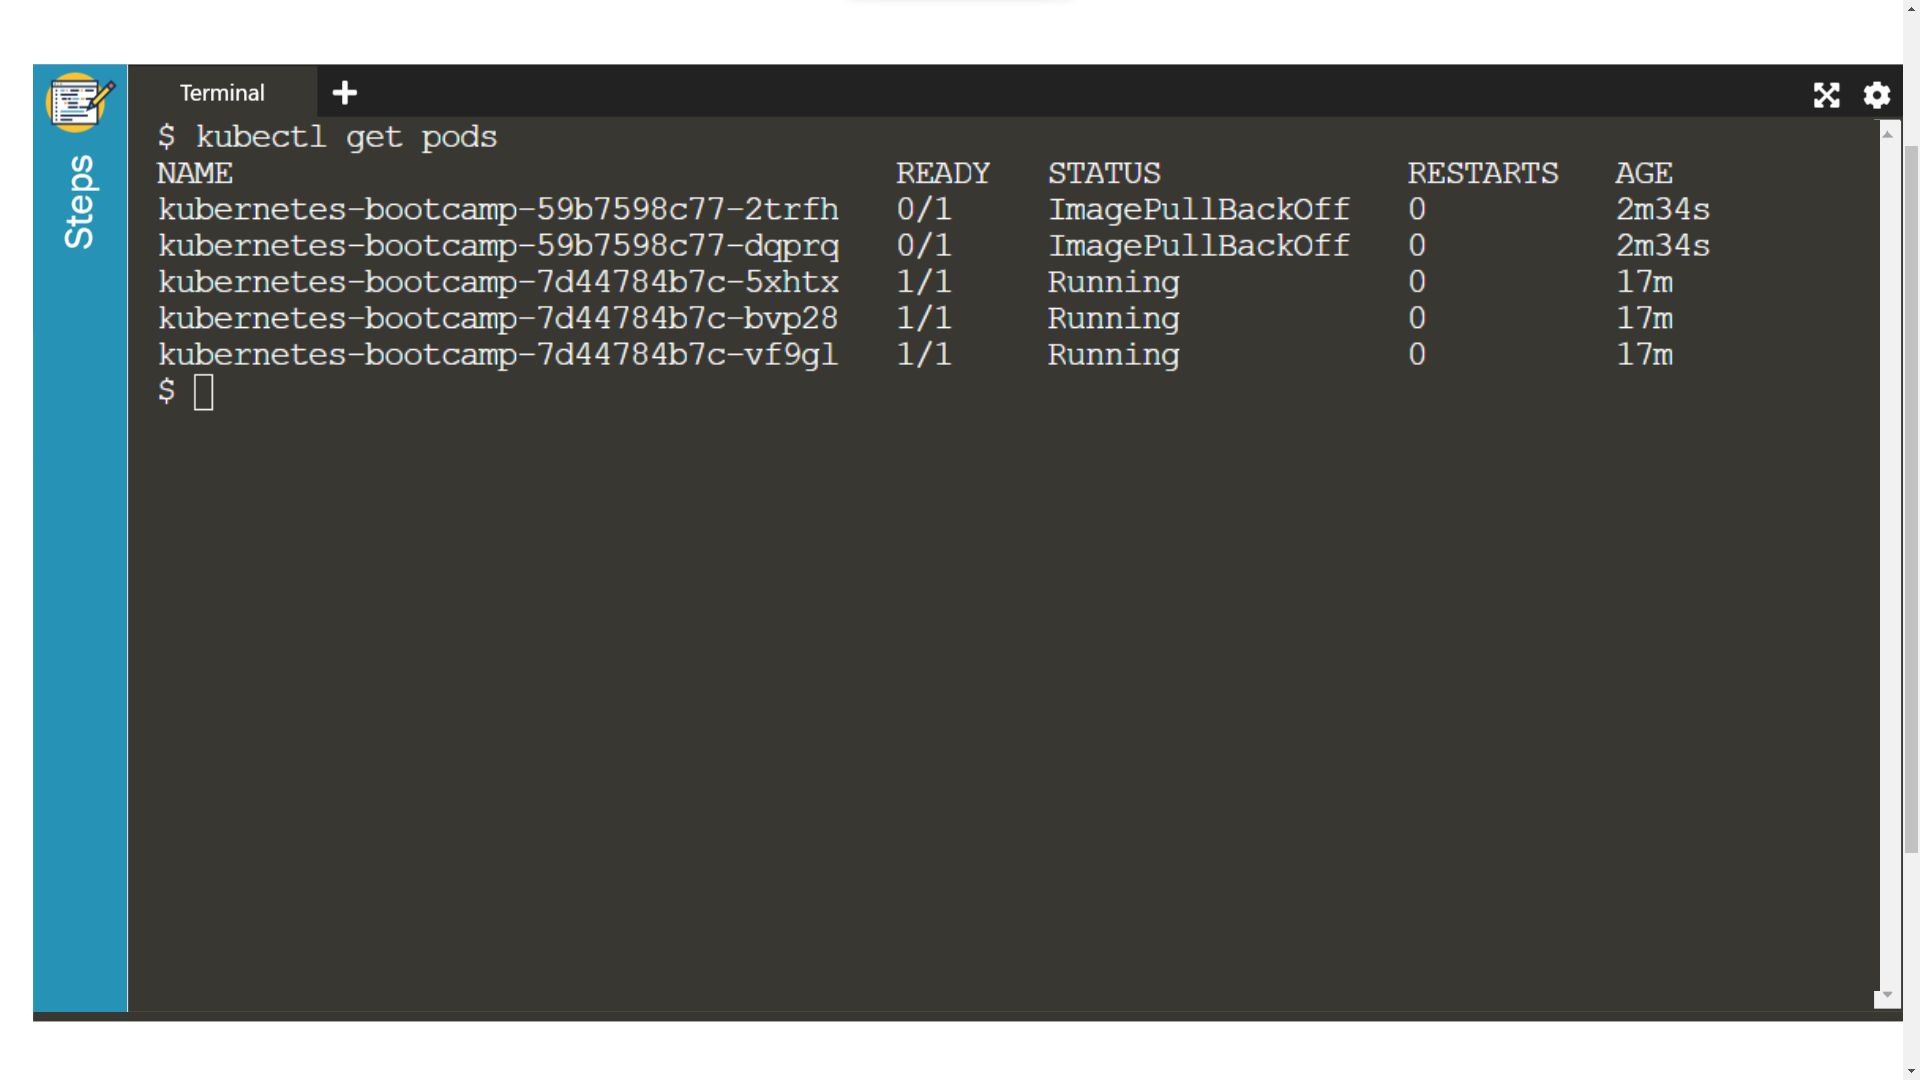 Terminal
Steps
$ kubectl get pods
NAME READY STATUS RESTARTS AGE
kubernetes-bootcamp-59b7598c77-2trfh 0/1 ImagePullBackOff 0 2m34s
kubernetes-bootcamp-59b7598c77-dqprq 0/1 ImagePullBackOff 0 2m34s
kubernetes-bootcamp-7d44784b7c-5xhtx 1/1 Running 0 17m
kubernetes-bootcamp-7d44784b7c-bvp28 1/1 Running 0 17m
kubernetes-bootcamp-7d44784b7c-vf9gl 1/1 Running 0 17m
$